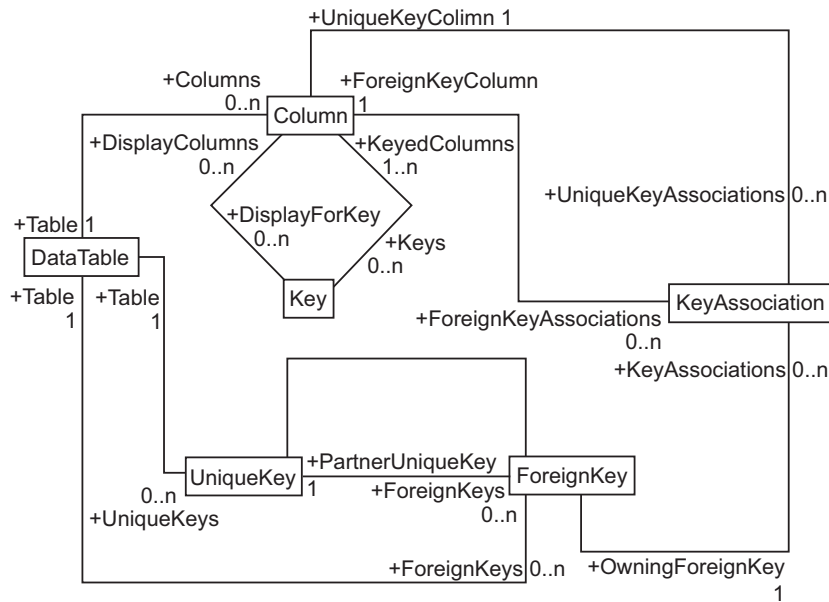 +UniqueKeyColimn 1
+Columns
0..n
+ForeignKeyColumn
1
Column
+DisplayColumns
0..n
+KeyedColumns
1..n
+UniqueKeyAssociations 0..n
+DisplayForKey
0..n
+Keys
0..n
+Table 1
DataTable
Key
KeyAssociation
+Table
1
+Table
1
+ForeignKeyAssociations
0..n
+KeyAssociations 0..n
UniqueKey
+PartnerUniqueKey
1
ForeignKey
+ForeignKeys
0..n
0..n
+UniqueKeys
+ForeignKeys 0..n
+OwningForeignKey
1